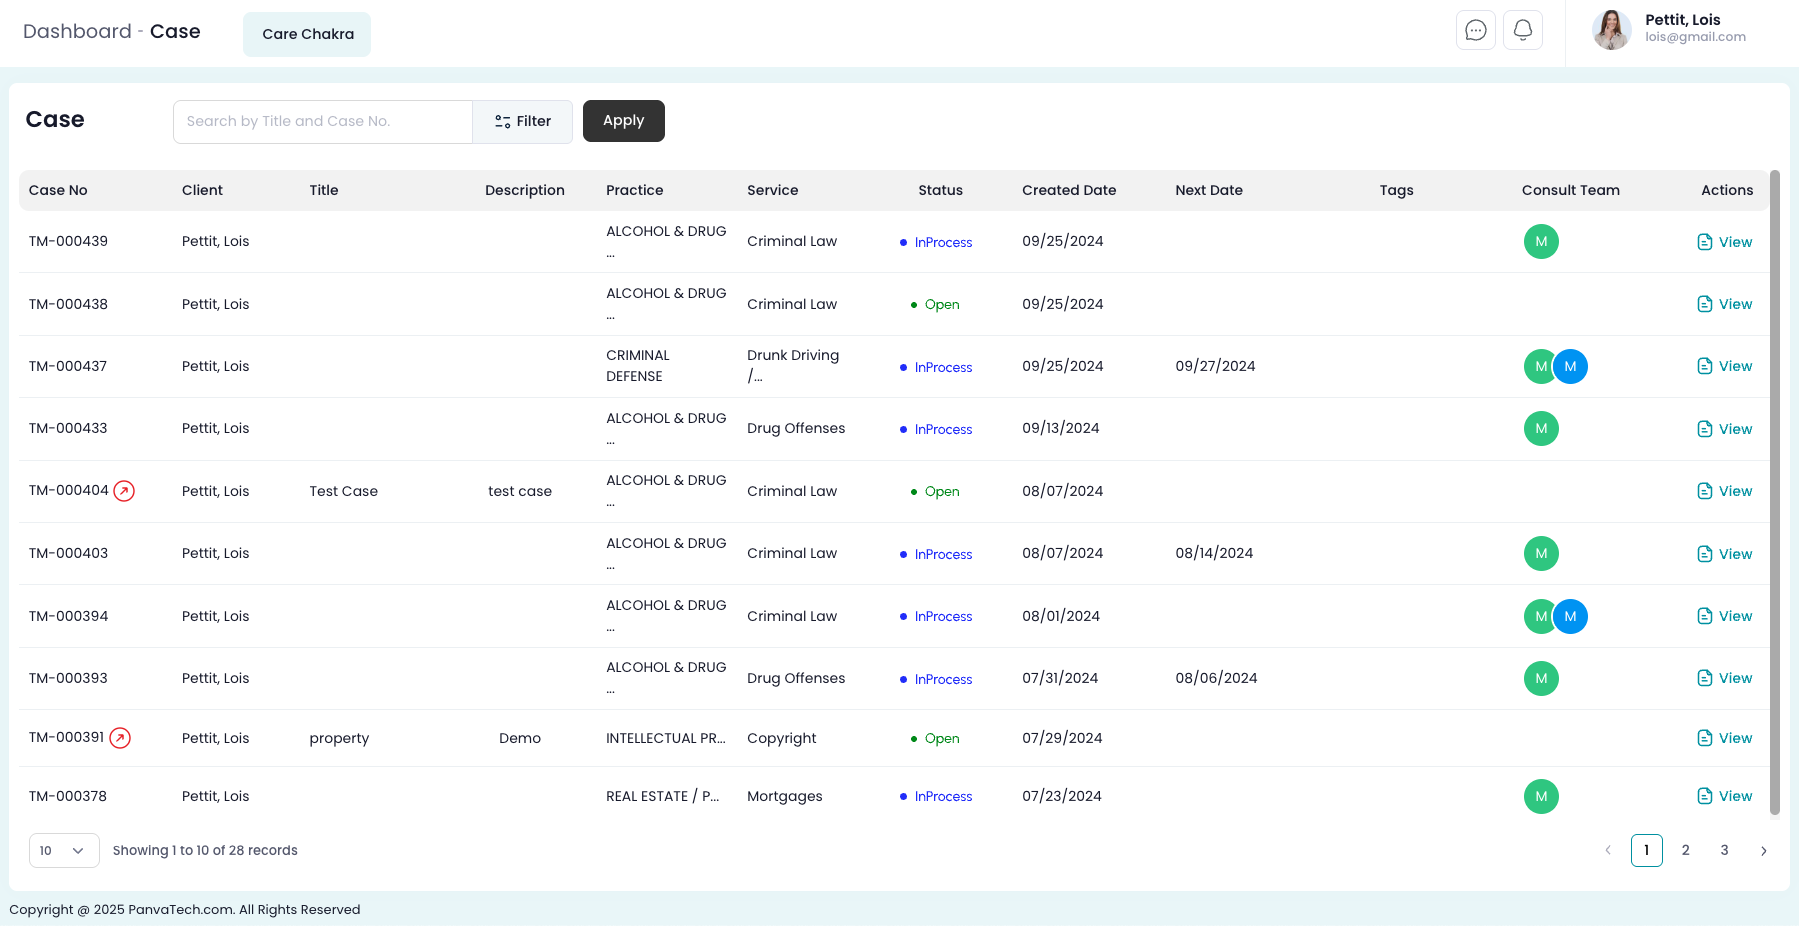 Dashboard - Case
Care Chakra
Pettit, Lois
lois@gmail.com
Case
Search by Title and Case No.
Filter
Apply
Case No Client Title Description Practice Service Status Created Date Next Date Tags Consult Team Actions
TM-000439 Pettit, Lois ALCOHOL & DRUG ... Criminal Law InProcess 09/25/2024 M View
TM-000438 Pettit, Lois ALCOHOL & DRUG ... Criminal Law Open 09/25/2024 View
TM-000437 Pettit, Lois CRIMINAL DEFENSE Drunk Driving /... InProcess 09/25/2024 09/27/2024 M M View
TM-000433 Pettit, Lois ALCOHOL & DRUG ... Drug Offenses InProcess 09/13/2024 M View
TM-000404 Pettit, Lois Test Case test case ALCOHOL & DRUG ... Criminal Law Open 08/07/2024 View
TM-000403 Pettit, Lois ALCOHOL & DRUG ... Criminal Law InProcess 08/07/2024 08/14/2024 M View
TM-000394 Pettit, Lois ALCOHOL & DRUG ... Criminal Law InProcess 08/01/2024 M M View
TM-000393 Pettit, Lois ALCOHOL & DRUG ... Drug Offenses InProcess 07/31/2024 08/06/2024 M View
TM-000391 Pettit, Lois property Demo INTELLECTUAL PR... Copyright Open 07/29/2024 View
TM-000378 Pettit, Lois REAL ESTATE / P... Mortgages InProcess 07/23/2024 M View
10 Showing 1 to 10 of 28 records
1 2 3
Copyright @ 2025 PanvaTech.com. All Rights Reserved